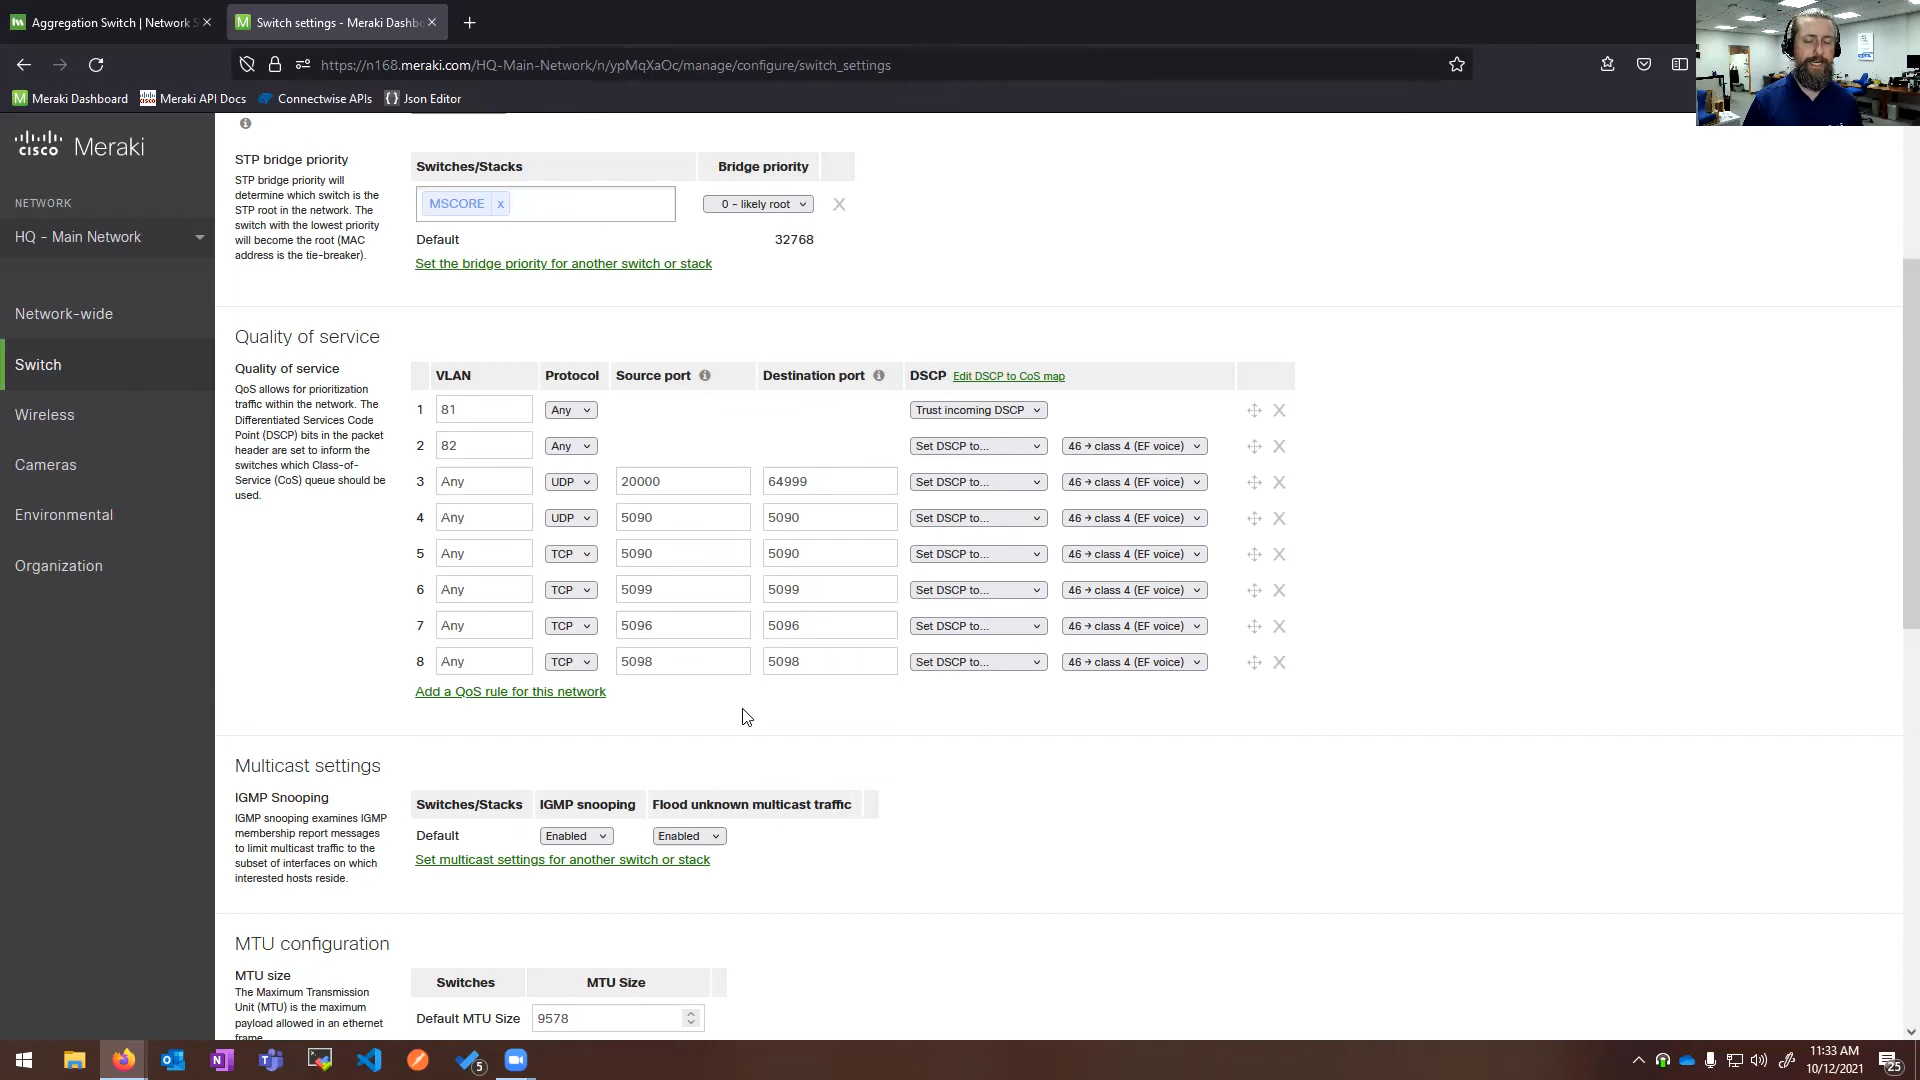 Aggregation Switch | Network S
Switch settings - Meraki Dashbo
https://n168.meraki.com/HQ-Main-Network/n/ypMqXaOc/manage/configure/switch_settings
Meraki Dashboard
Meraki API Docs
Connectwise APIs
Json Editor
cisco Meraki
NETWORK
HQ - Main Network
Network-wide
Switch
Wireless
Cameras
Environmental
Organization
STP bridge priority
STP bridge priority will
determine which switch is the
STP root in the network. The
switch with the lowest priority
will become the root (MAC
address is the tie-breaker).
Switches/Stacks Bridge priority
MSCORE x 0 - likely root X
Default 32768
Set the bridge priority for another switch or stack
Quality of service
Quality of service
QoS allows for prioritization
traffic within the network. The
Differentiated Services Code
Point (DSCP) bits in the packet
header are set to inform the
switches which Class-of-
Service (CoS) queue should be
used.
VLAN Protocol Source port Destination port DSCP Edit DSCP to CoS map
1 81 Any Trust incoming DSCP X
2 82 Any Set DSCP to... 46 → class 4 (EF voice) X
3 Any UDP 20000 64999 Set DSCP to... 46 → class 4 (EF voice) X
4 Any UDP 5090 5090 Set DSCP to... 46 → class 4 (EF voice) X
5 Any TCP 5090 5090 Set DSCP to... 46 → class 4 (EF voice) X
6 Any TCP 5099 5099 Set DSCP to... 46 → class 4 (EF voice) X
7 Any TCP 5096 5096 Set DSCP to... 46 → class 4 (EF voice) X
8 Any TCP 5098 5098 Set DSCP to... 46 → class 4 (EF voice) X
Add a QoS rule for this network
Multicast settings
IGMP Snooping
IGMP snooping examines IGMP
membership report messages
to limit multicast traffic to the
subset of interfaces on which
interested hosts reside.
Switches/Stacks IGMP snooping Flood unknown multicast traffic
Default Enabled Enabled
Set multicast settings for another switch or stack
MTU configuration
MTU size
The Maximum Transmission
Unit (MTU) is the maximum
payload allowed in an ethernet
frame
Switches MTU Size
Default MTU Size 9578
5
11:33 AM
10/12/2021
25